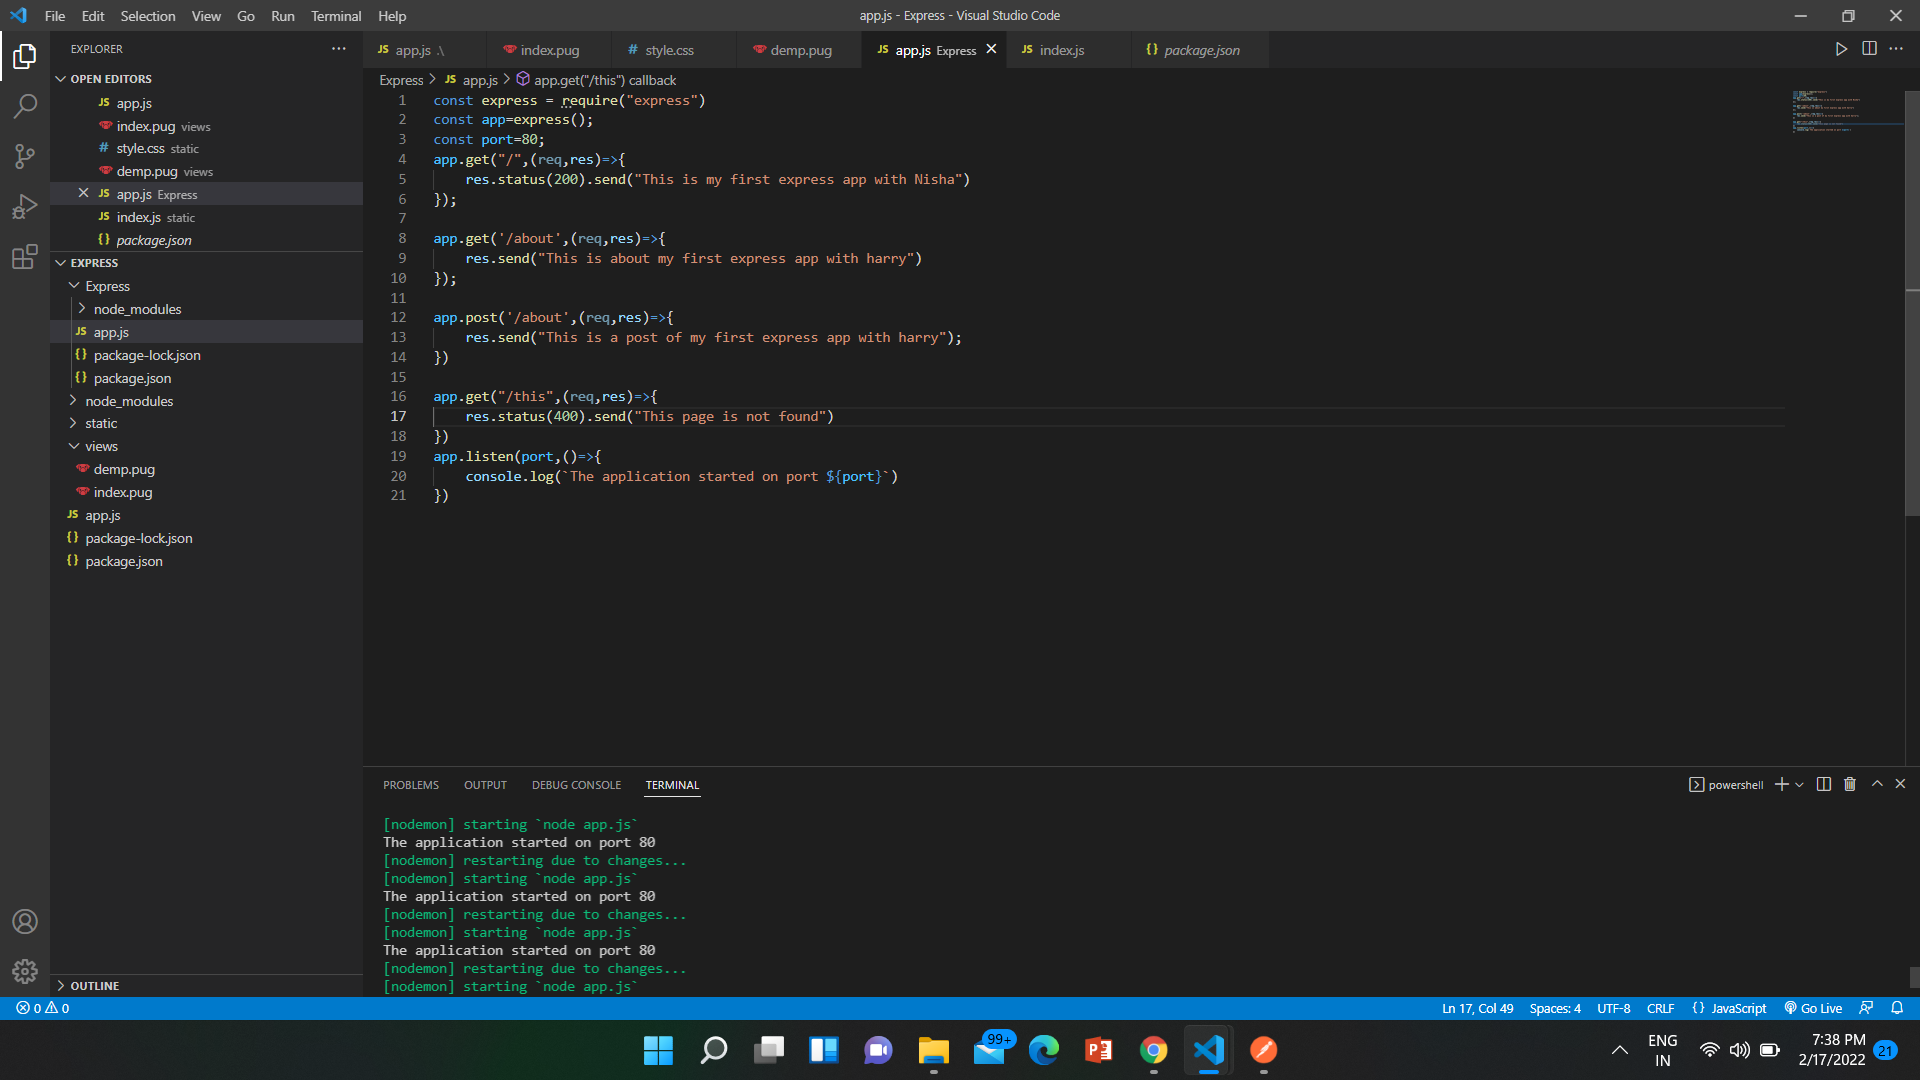 File Edit Selection View Go Run Terminal Help
app.js - Express - Visual Studio Code
EXPLORER
OPEN EDITORS
JS app.js
index.pug views
# style.css static
demp.pug views
JS app.js Express
JS index.js static
{} package.json
EXPRESS
Express
node_modules
JS app.js
{} package-lock.json
{} package.json
node_modules
static
views
demp.pug
index.pug
JS app.js
{} package-lock.json
{} package.json
OUTLINE
JS app.js .\ index.pug # style.css demp.pug JS app.js Express JS index.js {} package.json
Express > JS app.js > app.get("/this") callback
1 const express = require("express")
2 const app=express();
3 const port=80;
4 app.get("/",(req,res)=>{
5 res.status(200).send("This is my first express app with Nisha")
6 });
7
8 app.get('/about',(req,res)=>{
9 res.send("This is about my first express app with harry")
10 });
11
12 app.post('/about',(req,res)=>{
13 res.send("This is a post of my first express app with harry");
14 })
15
16 app.get("/this",(req,res)=>{
17 res.status(400).send("This page is not found")
18 })
19 app.listen(port,()=>{
20 console.log(`The application started on port ${port}`)
21 })
PROBLEMS OUTPUT DEBUG CONSOLE TERMINAL
powershell
[nodemon] starting `node app.js`
The application started on port 80
[nodemon] restarting due to changes...
[nodemon] starting `node app.js`
The application started on port 80
[nodemon] restarting due to changes...
[nodemon] starting `node app.js`
The application started on port 80
[nodemon] restarting due to changes...
[nodemon] starting `node app.js`
0 0
Ln 17, Col 49 Spaces: 4 UTF-8 CRLF {} JavaScript Go Live
99+
P
ENG
IN
7:38 PM
2/17/2022
21